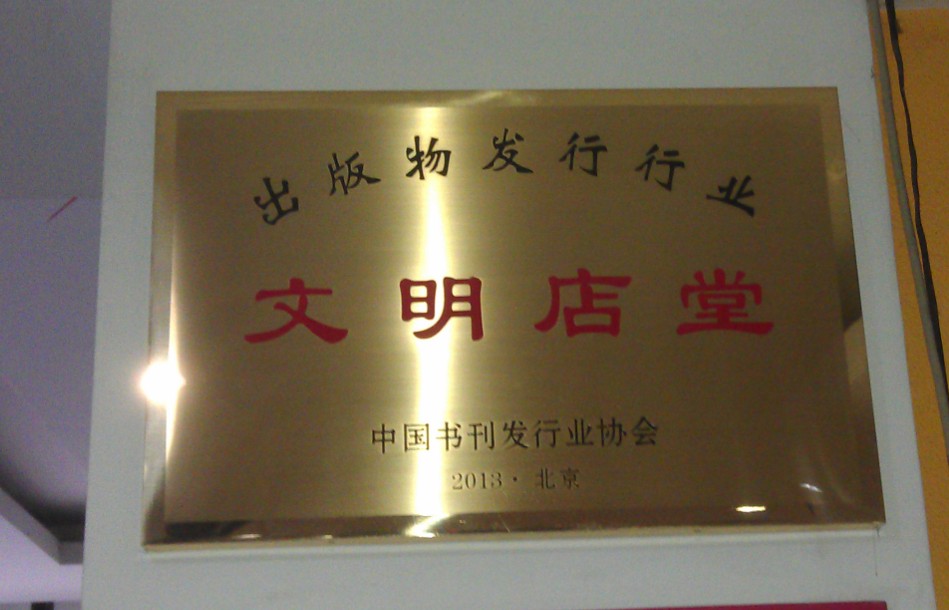 出版物发行行业
文明店堂
中国书刊发行业协会
2013·北京